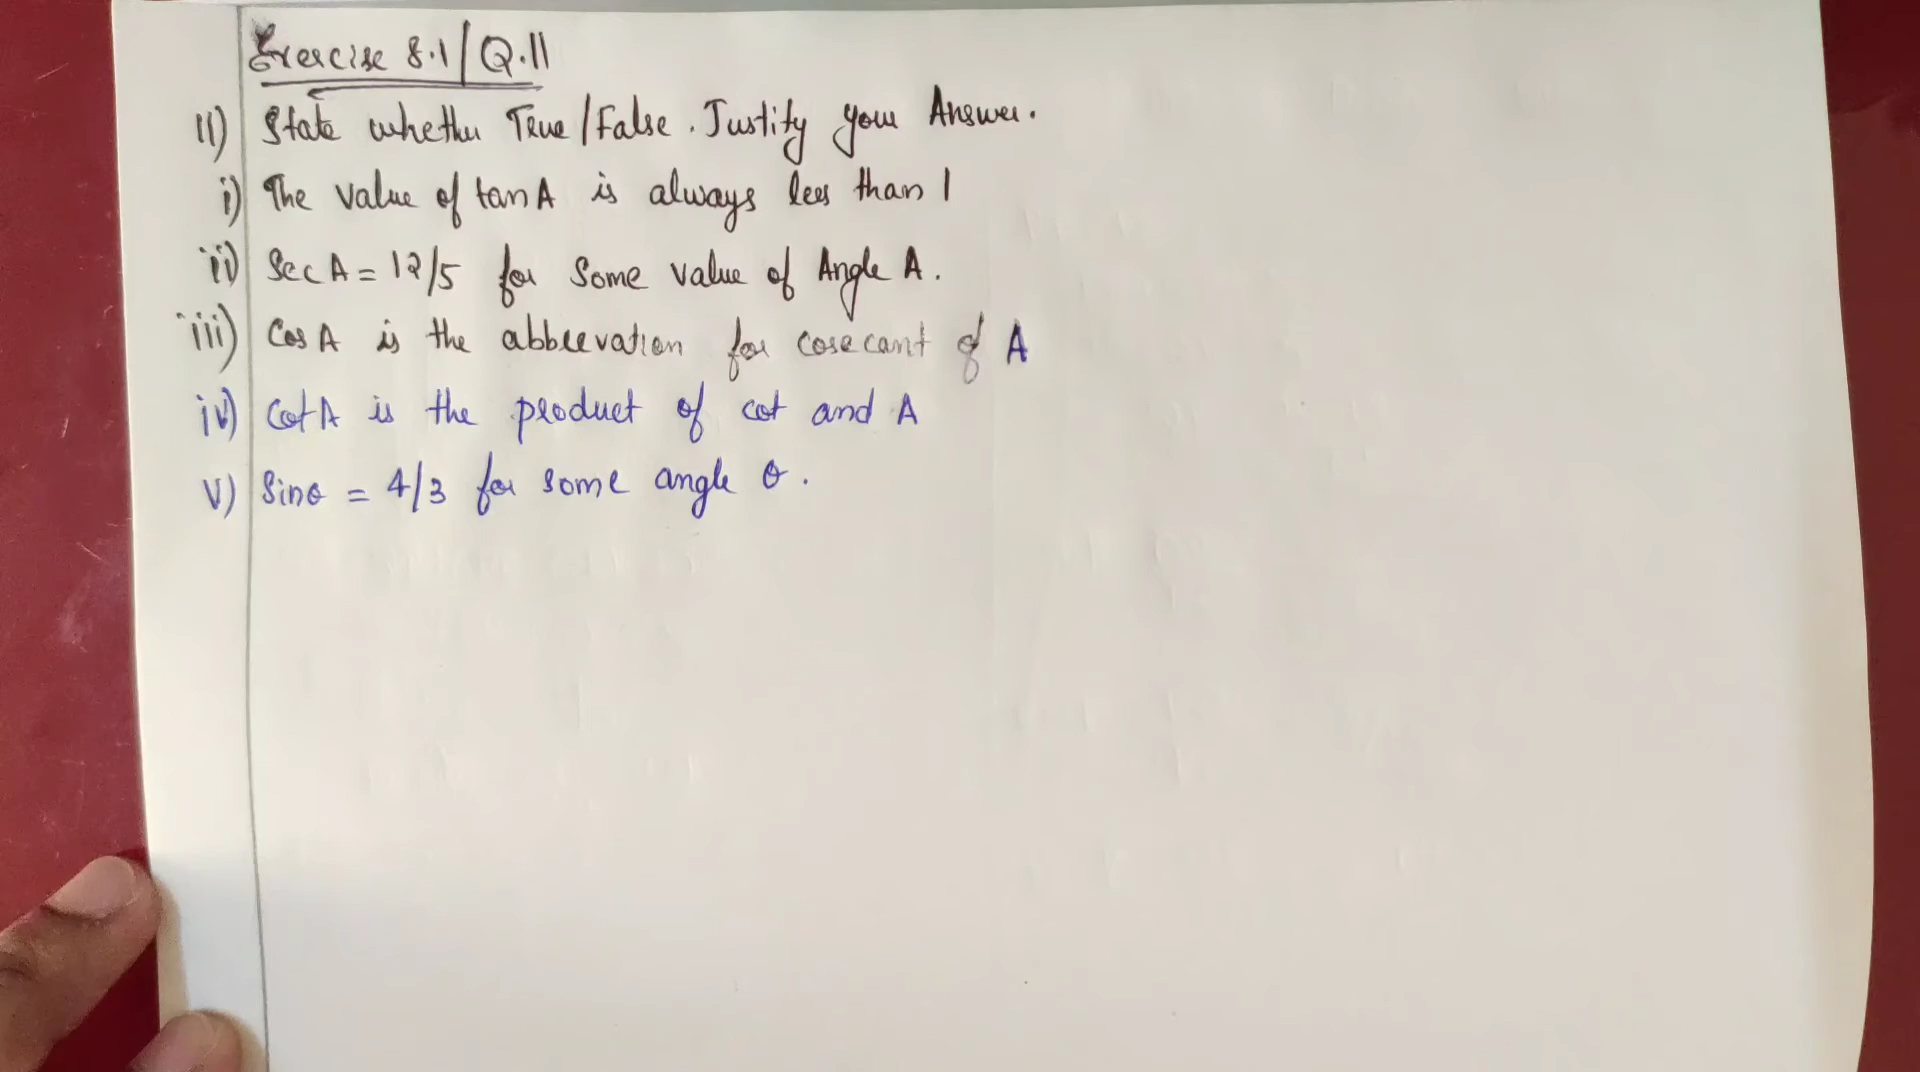 Exercise 8.1/Q.11
11) State whether True/False. Justify your Answer.
i) The value of tan A is always less than 1
ii) Sec A = 12/5 for Some value of Angle A.
iii) Cos A is the abbrevation for cosecant of A
iv) Cot A is the product of cot and A
v) Sinθ = 4/3 for some angle θ.